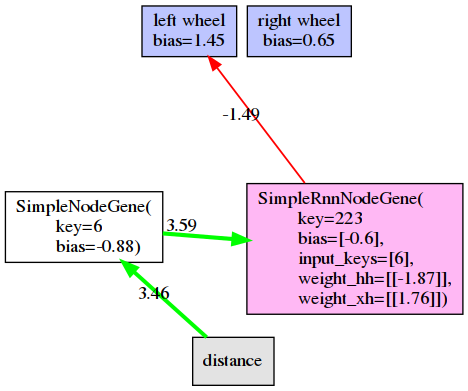 left wheel
bias=1.45
right wheel
bias=0.65
-1.49
SimpleNodeGene(
key=6
bias=-0.88)
3.59
SimpleRnnNodeGene(
key=223
bias=[-0.6],
input_keys=[6],
weight_hh=[[-1.87]],
weight_xh=[[1.76]])
3.46
distance